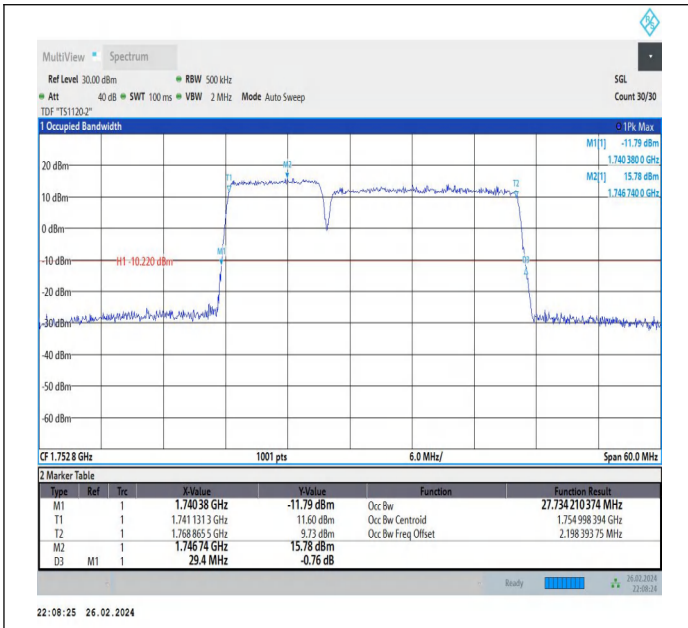 MultiView Spectrum
Ref Level 30.00 dBm RBW 500 kHz SGL
Att 40 dB SWT 100 ms VBW 2 MHz Mode Auto Sweep Count 30/30
TDF "TS1120-2"
1 Occupied Bandwidth 1Pk Max
M1[1] -11.79 dBm
1.740 380 0 GHz
M2[1] 15.78 dBm
1.746 740 0 GHz
20 dBm
M2
T1
T2
10 dBm
0 dBm
M1
-10 dBm
H1 -10.220 dBm
D3
-20 dBm
-30 dBm
-40 dBm
-50 dBm
-60 dBm
CF 1.752 8 GHz 1001 pts 6.0 MHz/ Span 60.0 MHz
2 Marker Table
Type Ref Trc X-Value Y-Value Function Function Result
M1 1 1.740 38 GHz -11.79 dBm Occ Bw 27.734 210 374 MHz
T1 1 1.741 131 3 GHz 11.60 dBm Occ Bw Centroid 1.754 998 394 GHz
T2 1 1.768 865 5 GHz 9.73 dBm Occ Bw Freq Offset 2.198 393 75 MHz
M2 1 1.746 74 GHz 15.78 dBm
D3 M1 1 29.4 MHz -0.76 dB
Ready 26.02.2024
22:08:24
22:08:25 26.02.2024